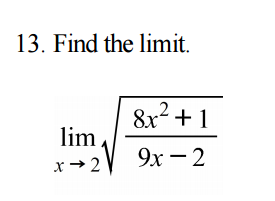 13. Find the limit.
lim x→2 √((8x² + 1)/(9x − 2))